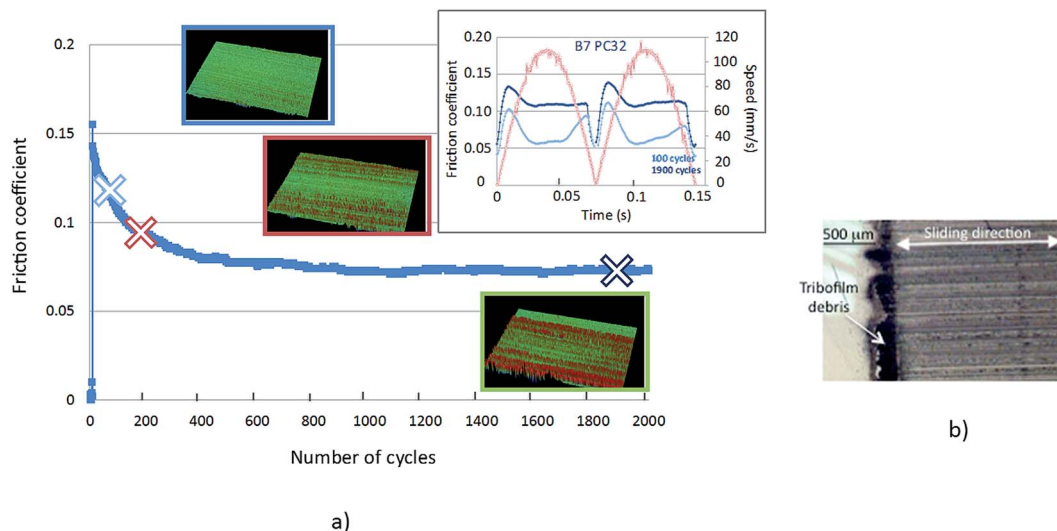 0.2
0.15
0.1
0.05
0
Friction coefficient
0 200 400 600 800 1000 1200 1400 1600 1800 2000
Number of cycles
a)
B7 PC32
0.20
0.15
0.10
0.05
0
Friction coefficient
120
100
80
60
40
20
0
Speed (mm/s)
100 cycles
1900 cycles
0 0.05 0.1 0.15
Time (s)
500 µm
Sliding direction
Tribofilm
debris
b)